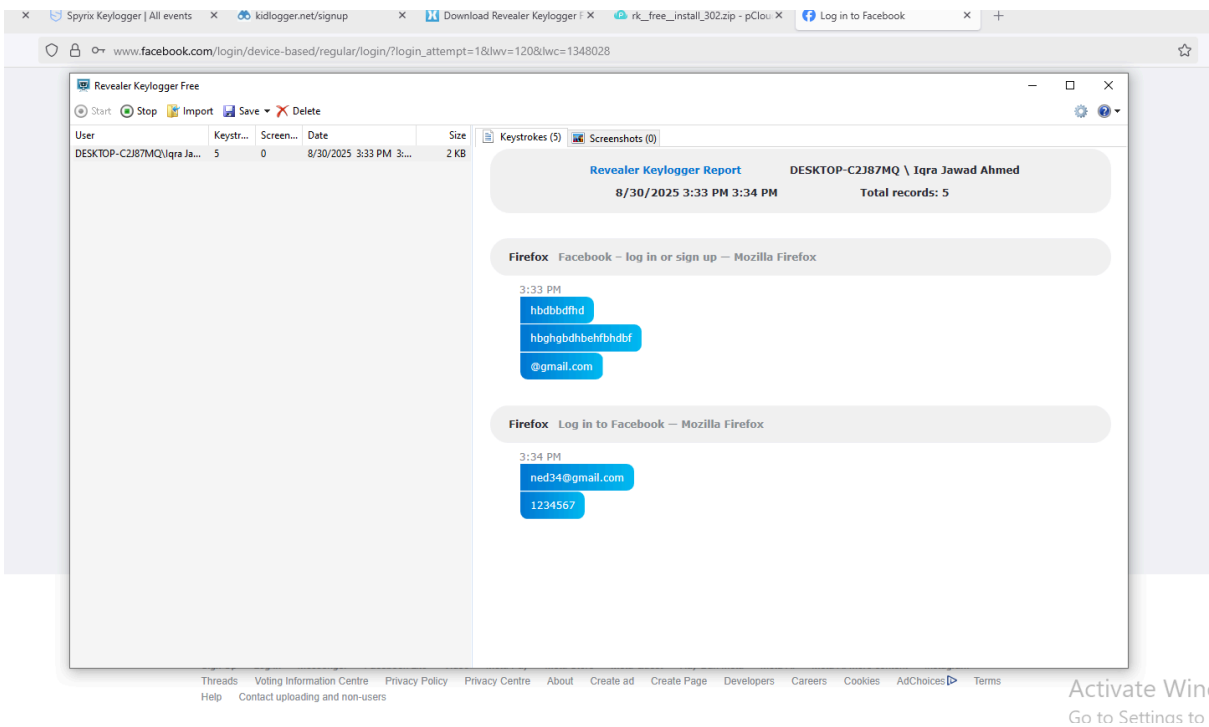 Spyrix Keylogger | All events
kidlogger.net/signup
Download Revealer Keylogger F
rk__free__install_302.zip - pClou
Log in to Facebook
www.facebook.com/login/device-based/regular/login/?login_attempt=1&lwv=120&lwc=1348028
Revealer Keylogger Free
Start Stop Import Save Delete
User Keystr... Screen... Date Size
DESKTOP-C2J87MQ\Iqra Ja... 5 0 8/30/2025 3:33 PM 3:... 2 KB
Keystrokes (5) Screenshots (0)
Revealer Keylogger Report DESKTOP-C2J87MQ \ Iqra Jawad Ahmed
8/30/2025 3:33 PM 3:34 PM Total records: 5
Firefox Facebook – log in or sign up — Mozilla Firefox
3:33 PM
hbdbbdfhd
hbghgbdhbehfbhdbf
@gmail.com
Firefox Log in to Facebook — Mozilla Firefox
3:34 PM
ned34@gmail.com
1234567
Threads Voting Information Centre Privacy Policy Privacy Centre About Create ad Create Page Developers Careers Cookies AdChoices Terms
Help Contact uploading and non-users
Activate Win
Go to Settings to